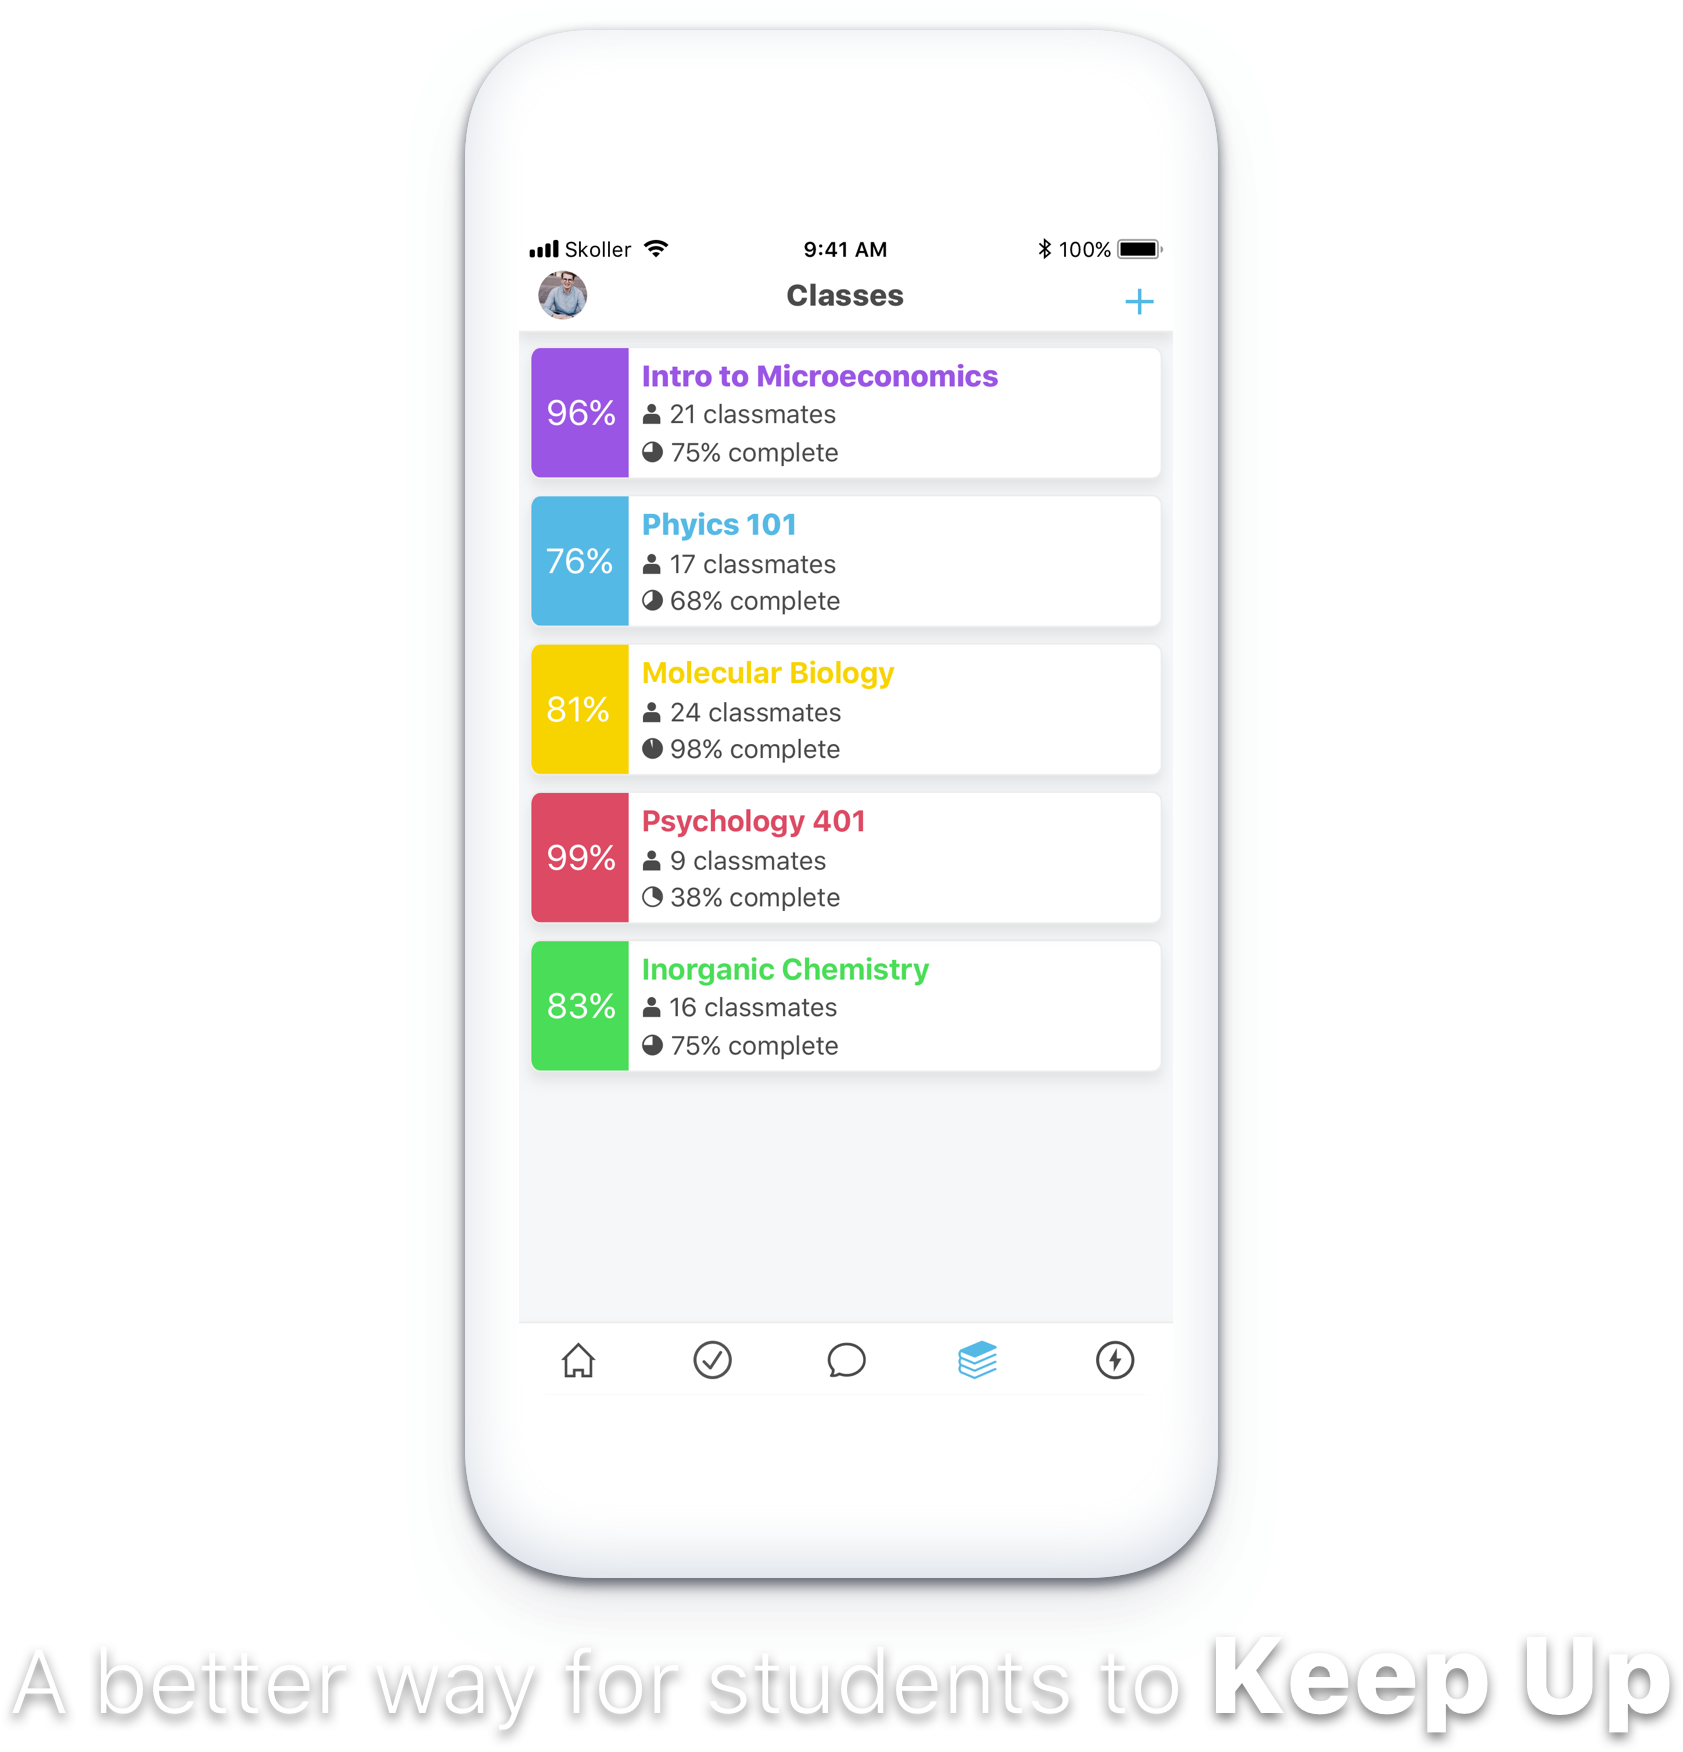 Skoller 9:41 AM 100%
Classes
96%
Intro to Microeconomics
21 classmates
75% complete
76%
Phyics 101
17 classmates
68% complete
81%
Molecular Biology
24 classmates
98% complete
99%
Psychology 401
9 classmates
38% complete
83%
Inorganic Chemistry
16 classmates
75% complete
A better way for students to Keep Up